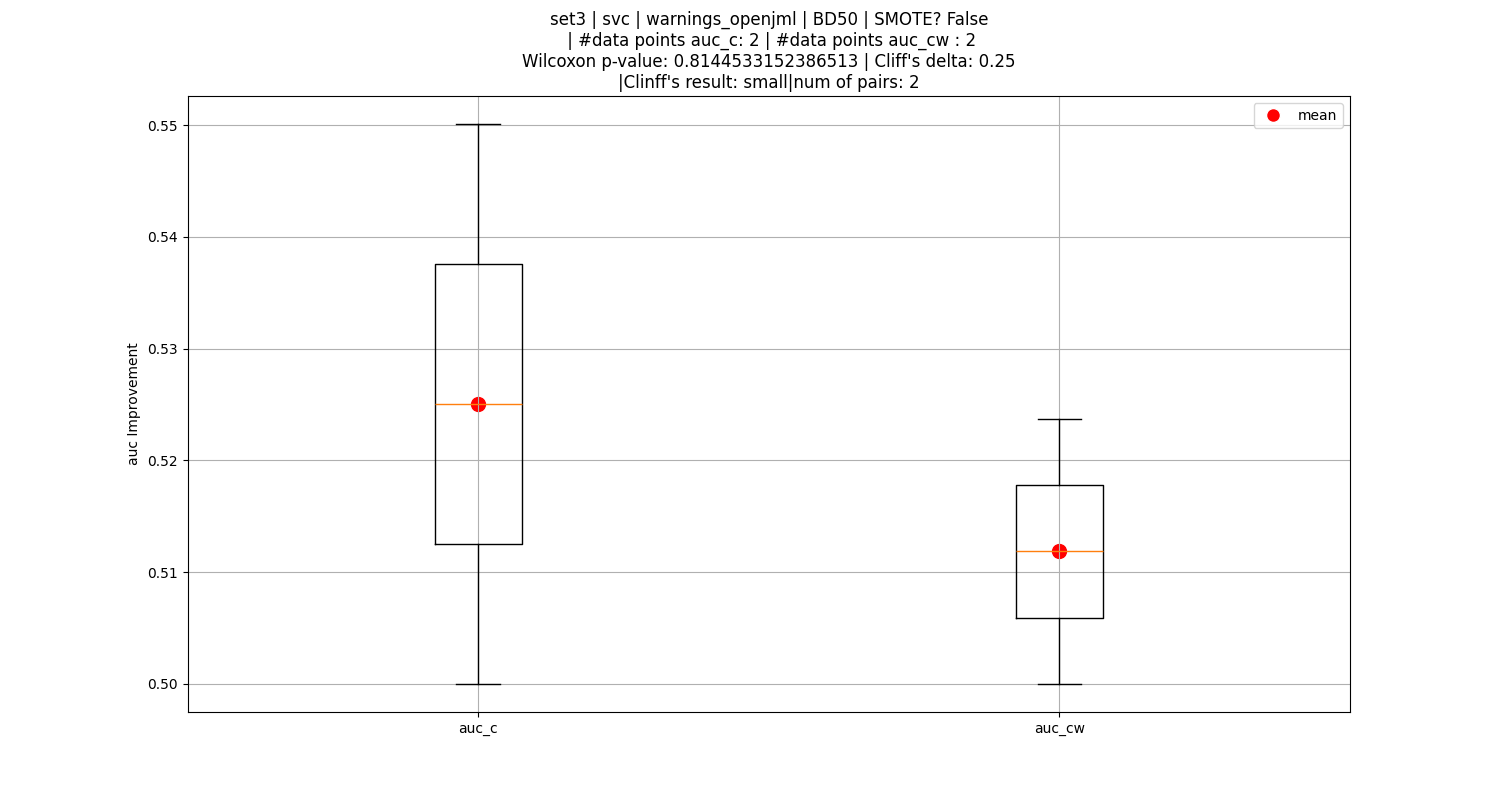 set3 | svc | warnings_openjml | BD50 | SMOTE? False
| #data points auc_c: 2 | #data points auc_cw : 2
Wilcoxon p-value: 0.8144533152386513 | Cliff's delta: 0.25
|Clinff's result: small|num of pairs: 2
mean
0.55
0.54
0.53
0.52
0.51
0.50
auc Improvement
auc_c
auc_cw